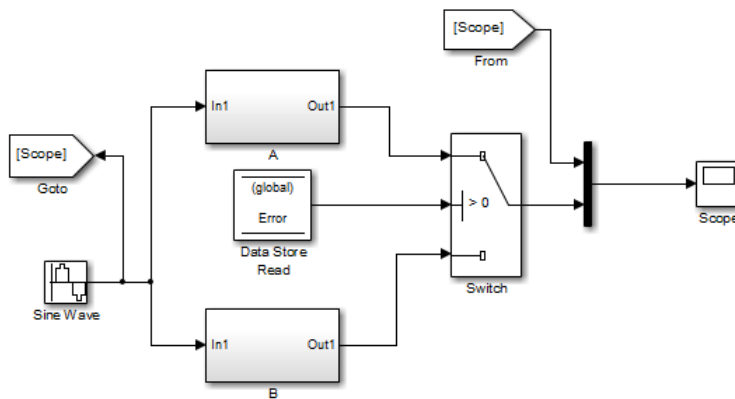 [Scope]
From
In1
Out1
A
[Scope]
Goto
(global)
Error
Data Store
Read
> 0
Switch
Scope
Sine Wave
In1
Out1
B